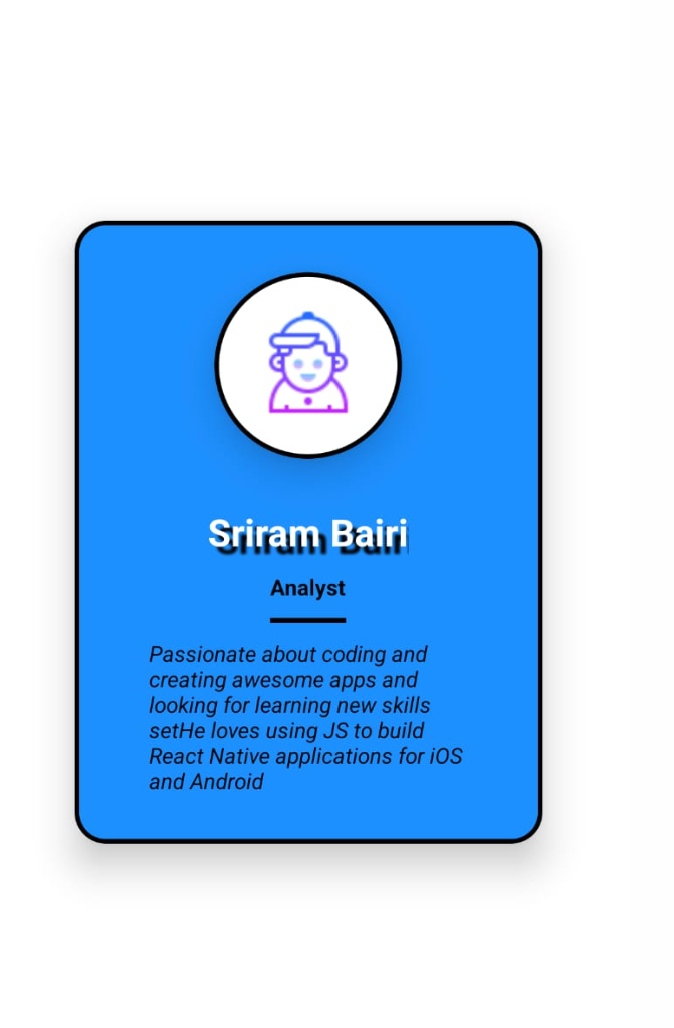 Sriram Bairi
Analyst
Passionate about coding and
creating awesome apps and
looking for learning new skills
setHe loves using JS to build
React Native applications for iOS
and Android